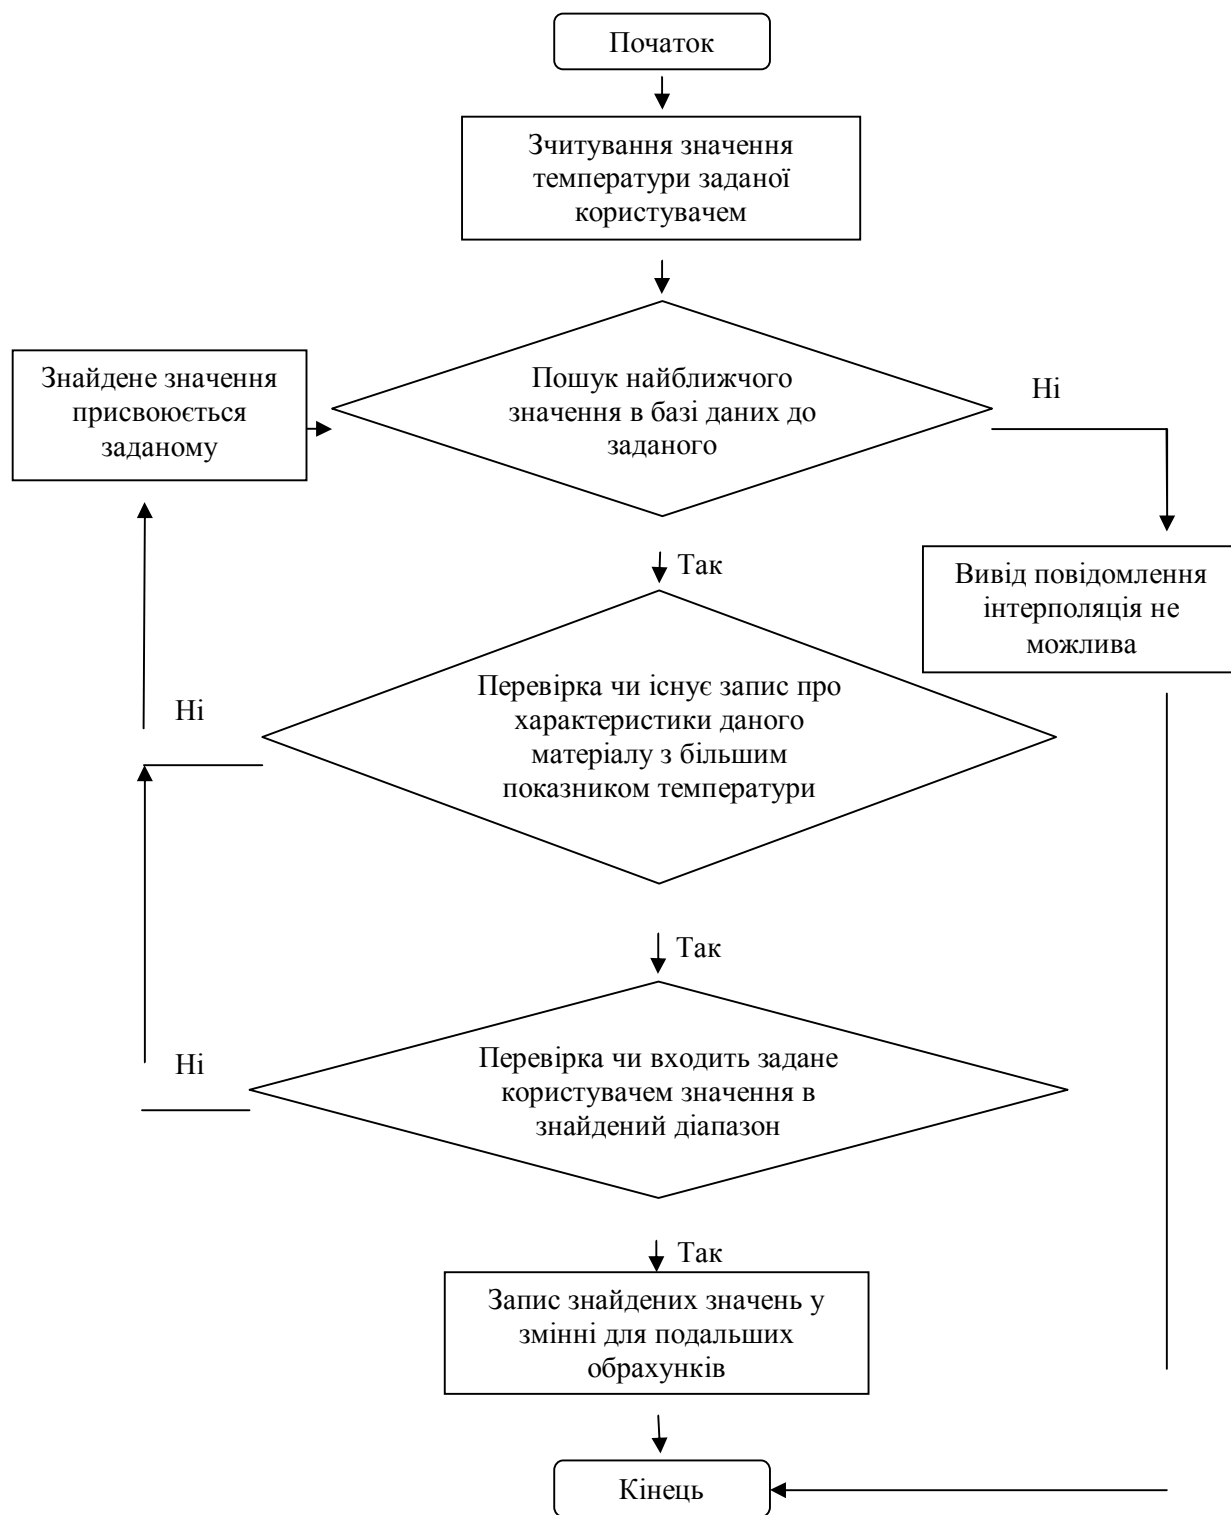 Початок
Зчитування значення
температури заданої
користувачем
Знайдене значення
присвоюється
заданому
Пошук найближчого
значення в базі даних до
заданого
Ні
Так
Вивід повідомлення
інтерполяція не
можлива
Ні
Перевірка чи існує запис про
характеристики даного
матеріалу з більшим
показником температури
Так
Ні
Перевірка чи входить задане
користувачем значення в
знайдений діапазон
Так
Запис знайдених значень у
змінні для подальших
обрахунків
Кінець